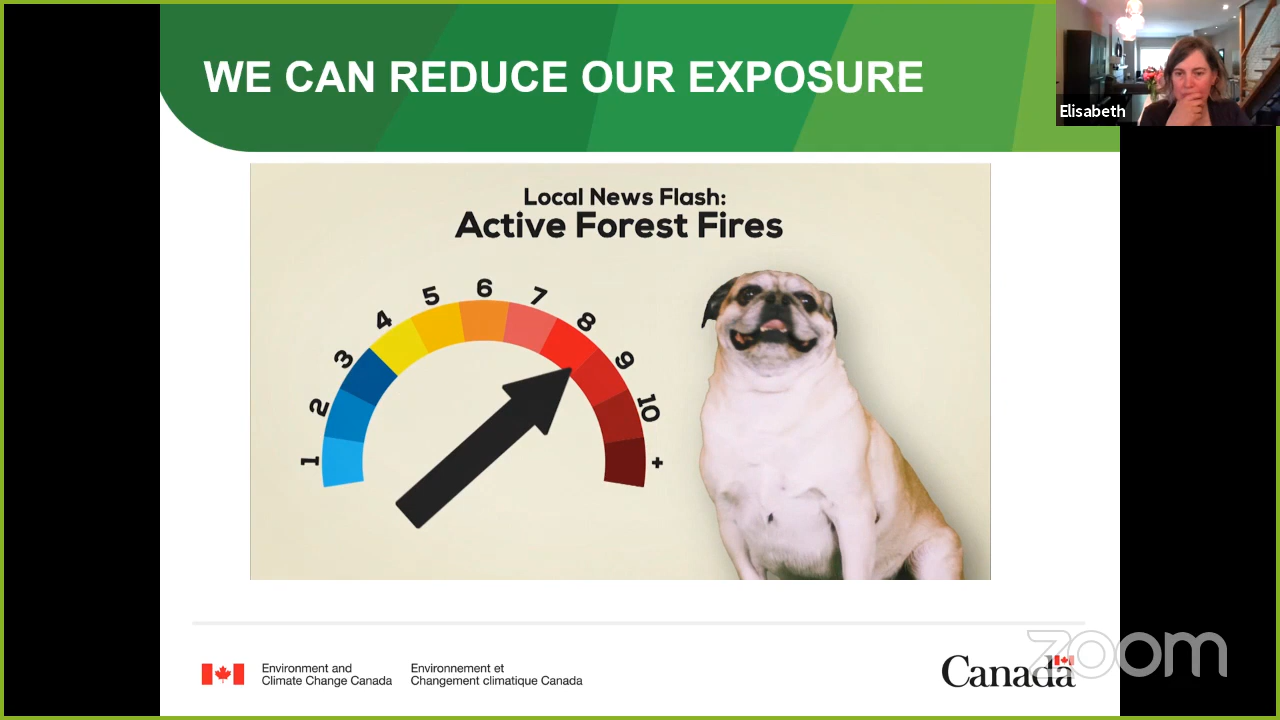 WE CAN REDUCE OUR EXPOSURE
Elisabeth
Local News Flash:
Active Forest Fires
1
2
3
4
5
6
7
8
9
10
+
Environment and
Climate Change Canada
Environnement et
Changement climatique Canada
Canada
zoom